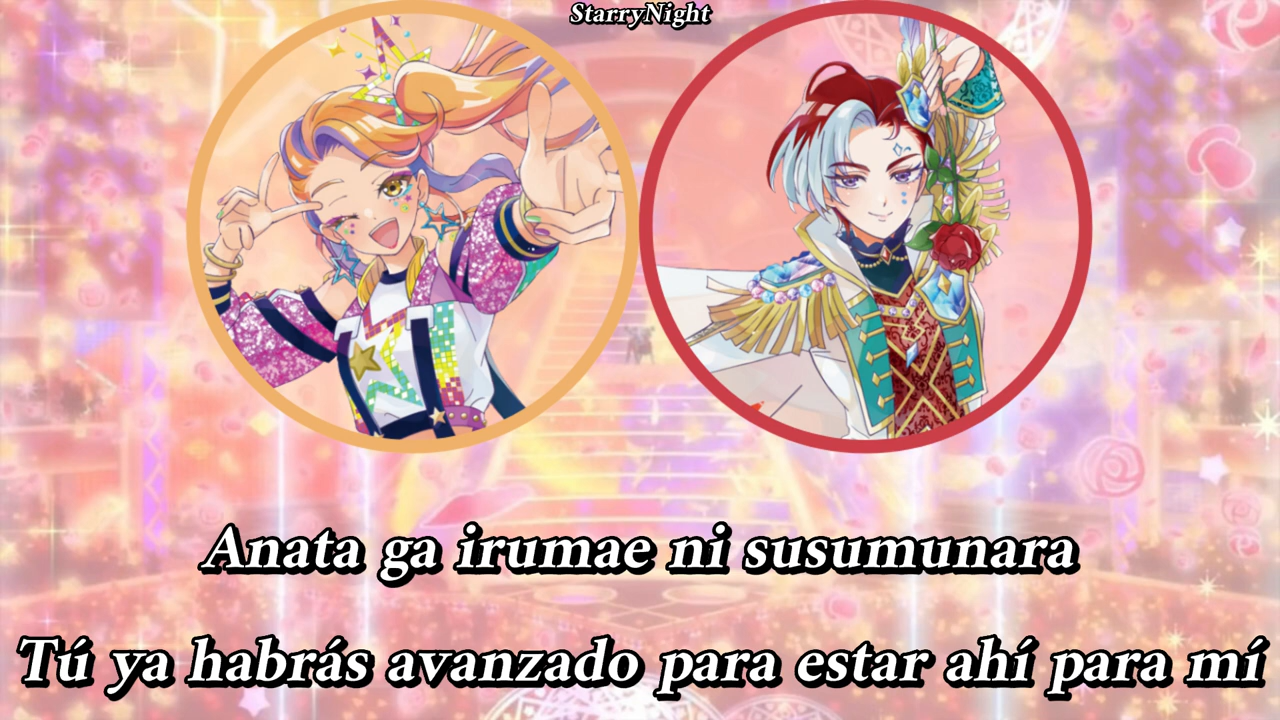 StarryNight
Anata ga irumae ni susumunara
Tú ya habrás avanzado para estar ahí para mí